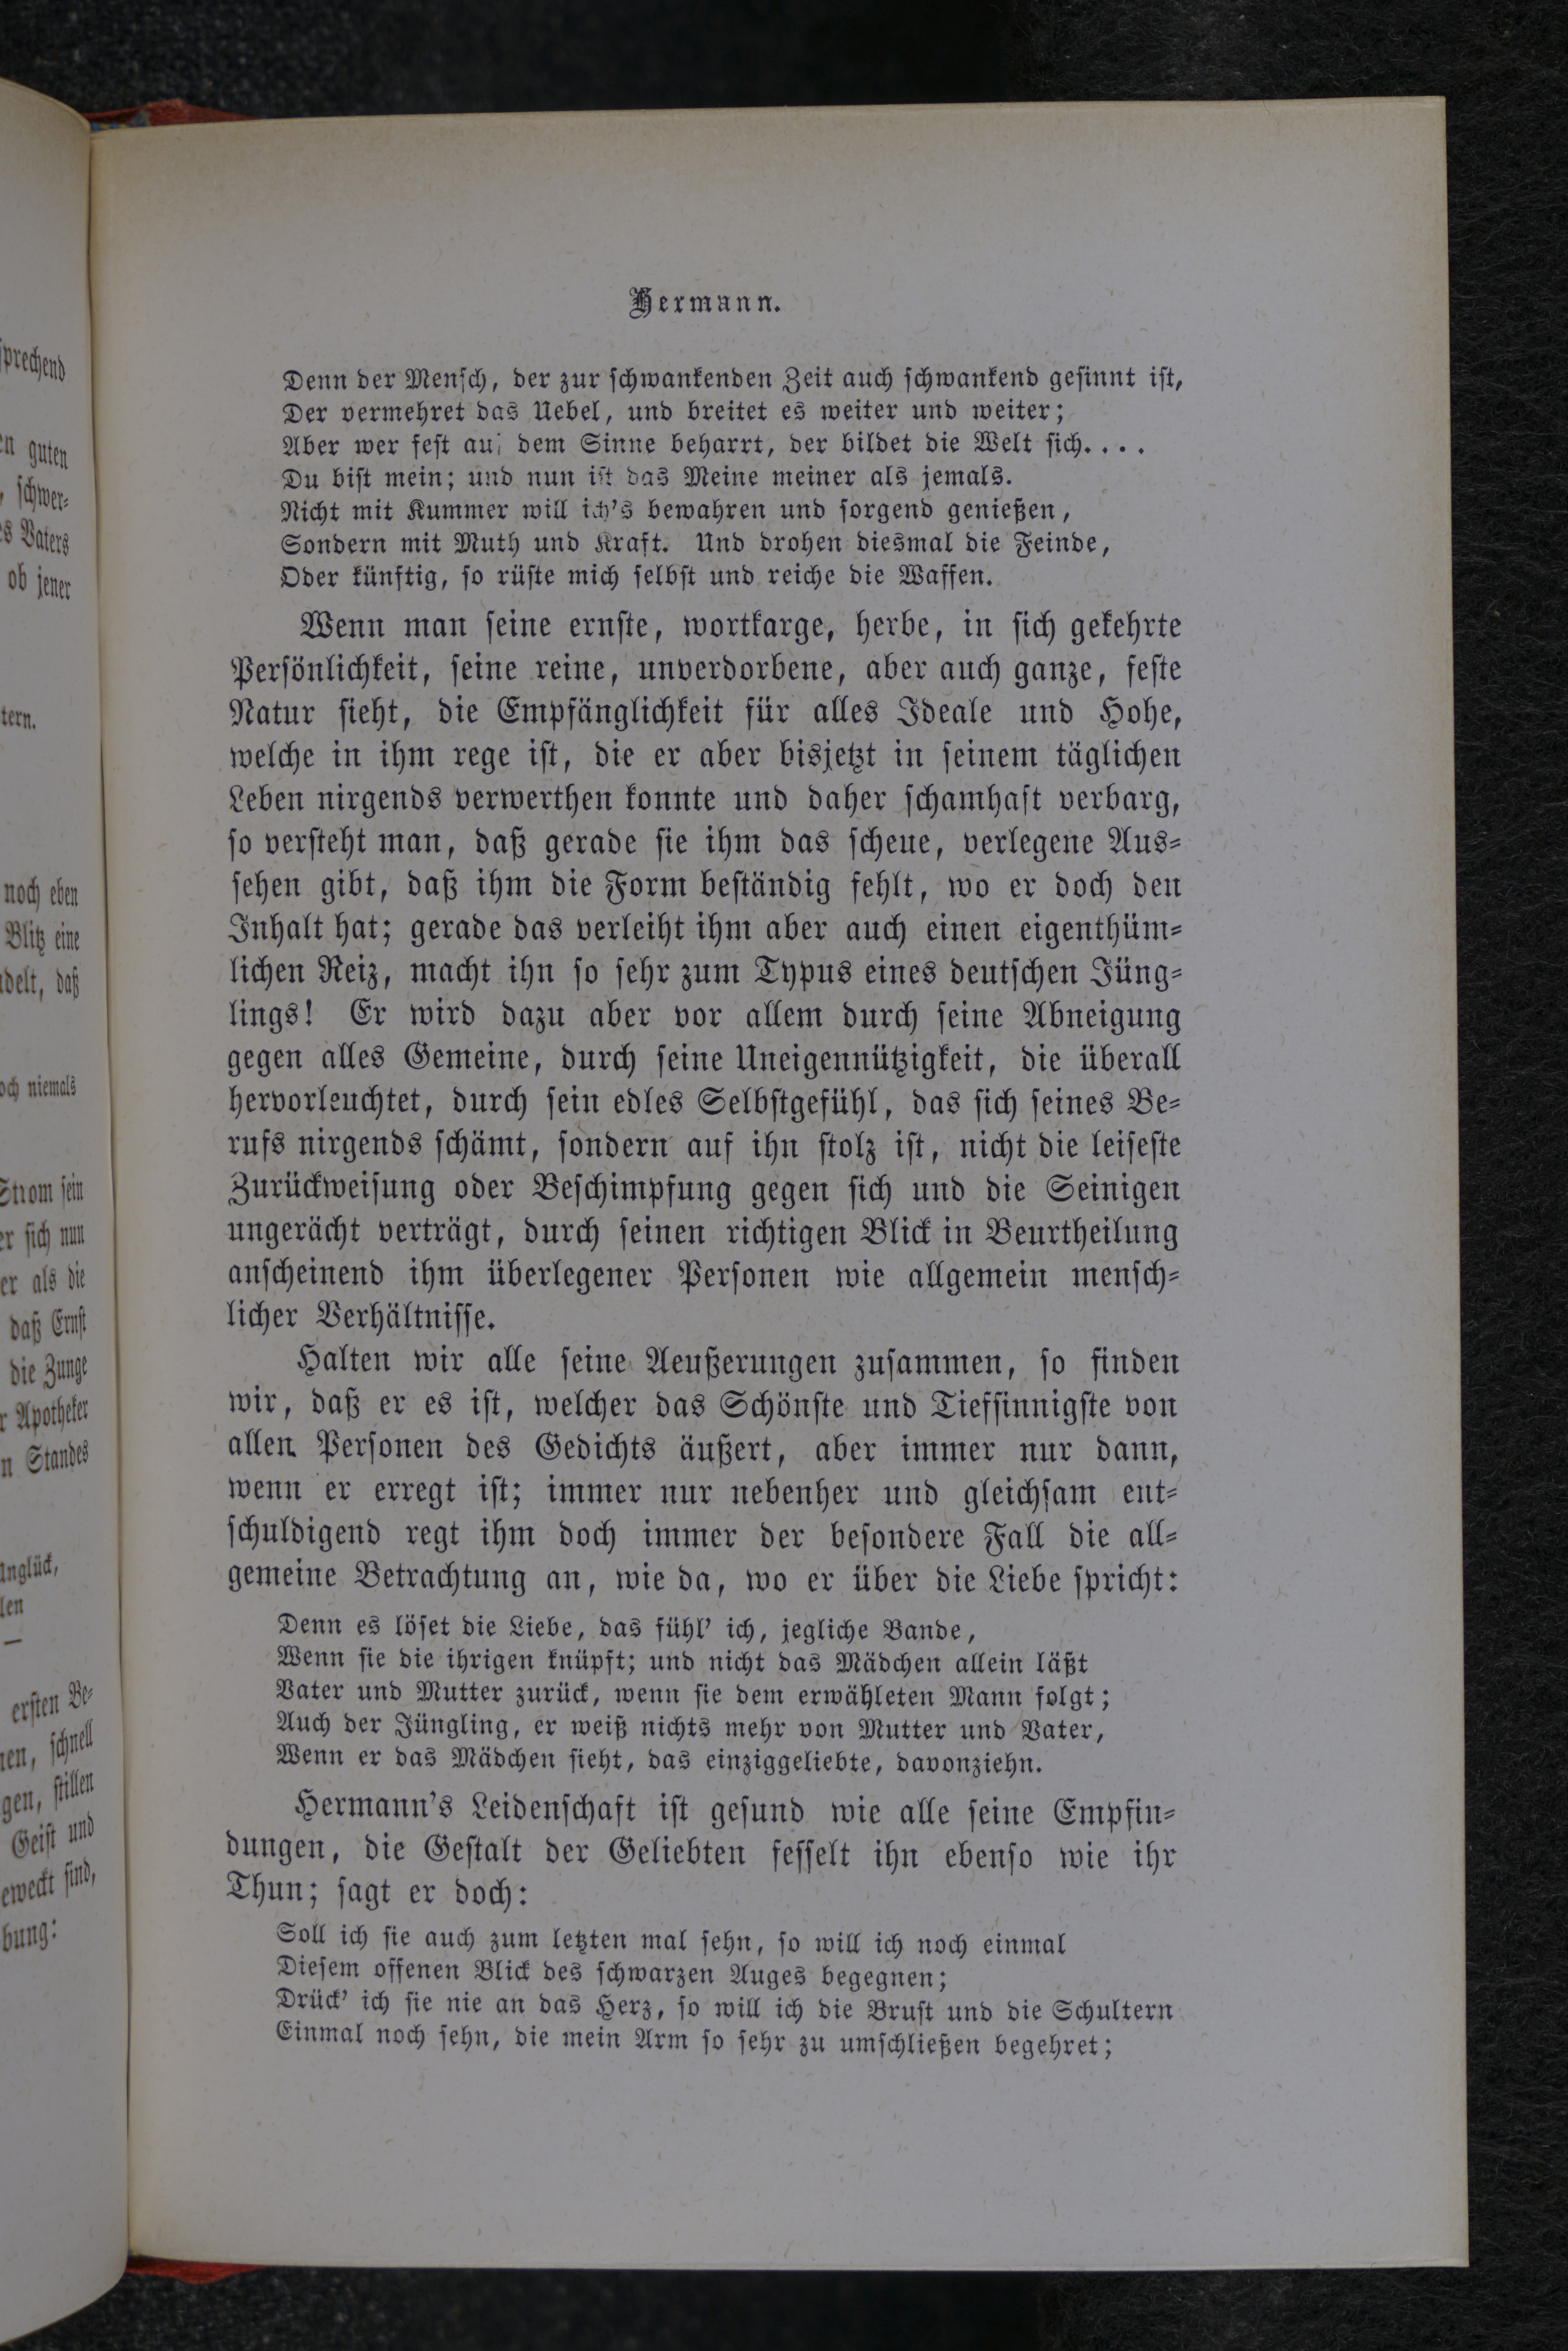 sprechend
guten
schwer-
Vaters
ob jener
noch eben
Blitz eine
daß
niemals
Strom sein
sich nun
als die
daß Ernst
die Zunge
Apotheker
Standes
ersten Be-
schnell
stillen
Geist und
sind,
Hermann.
Denn der Mensch, der zur schwankenden Zeit auch schwankend gesinnt ist,
Der vermehret das Uebel, und breitet es weiter und weiter;
Aber wer fest auf dem Sinne beharrt, der bildet die Welt sich....
Du bist mein; und nun ist das Meine meiner als jemals.
Nicht mit Kummer will ich's bewahren und sorgend genießen,
Sondern mit Muth und Kraft. Und drohen diesmal die Feinde,
Oder künftig, so rüste mich selbst und reiche die Waffen.
Wenn man seine ernste, wortkarge, herbe, in sich gekehrte
Persönlichkeit, seine reine, unverdorbene, aber auch ganze, feste
Natur sieht, die Empfänglichkeit für alles Ideale und Hohe,
welche in ihm rege ist, die er aber bisjetzt in seinem täglichen
Leben nirgends verwerthen konnte und daher schamhaft verbarg,
so versteht man, daß gerade sie ihm das scheue, verlegene Aus-
sehen gibt, daß ihm die Form beständig fehlt, wo er doch den
Inhalt hat; gerade das verleiht ihm aber auch einen eigenthüm-
lichen Reiz, macht ihn so sehr zum Typus eines deutschen Jüng-
lings! Er wird dazu aber vor allem durch seine Abneigung
gegen alles Gemeine, durch seine Uneigennützigkeit, die überall
hervorleuchtet, durch sein edles Selbstgefühl, das sich seines Be-
rufs nirgends schämt, sondern auf ihn stolz ist, nicht die leiseste
Zurückweisung oder Beschimpfung gegen sich und die Seinigen
ungerächt verträgt, durch seinen richtigen Blick in Beurtheilung
anscheinend ihm überlegener Personen wie allgemein mensch-
licher Verhältnisse.
Halten wir alle seine Aeußerungen zusammen, so finden
wir, daß er es ist, welcher das Schönste und Tiefsinnigste von
allen Personen des Gedichts äußert, aber immer nur dann,
wenn er erregt ist; immer nur nebenher und gleichsam ent-
schuldigend regt ihm doch immer der besondere Fall die all-
gemeine Betrachtung an, wie da, wo er über die Liebe spricht:
Denn es löset die Liebe, das fühl' ich, jegliche Bande,
Wenn sie die ihrigen knüpft; und nicht das Mädchen allein läßt
Vater und Mutter zurück, wenn sie dem erwähleten Mann folgt;
Auch der Jüngling, er weiß nichts mehr von Mutter und Vater,
Wenn er das Mädchen sieht, das einziggeliebte, davonziehn.
Hermann's Leidenschaft ist gesund wie alle seine Empfin-
dungen, die Gestalt der Geliebten fesselt ihn ebenso wie ihr
Thun; sagt er doch:
Soll ich sie auch zum letzten mal sehn, so will ich noch einmal
Diesem offenen Blick des schwarzen Auges begegnen;
Drück' ich sie nie an das Herz, so will ich die Brust und die Schultern
Einmal noch sehn, die mein Arm so sehr zu umschließen begehret;